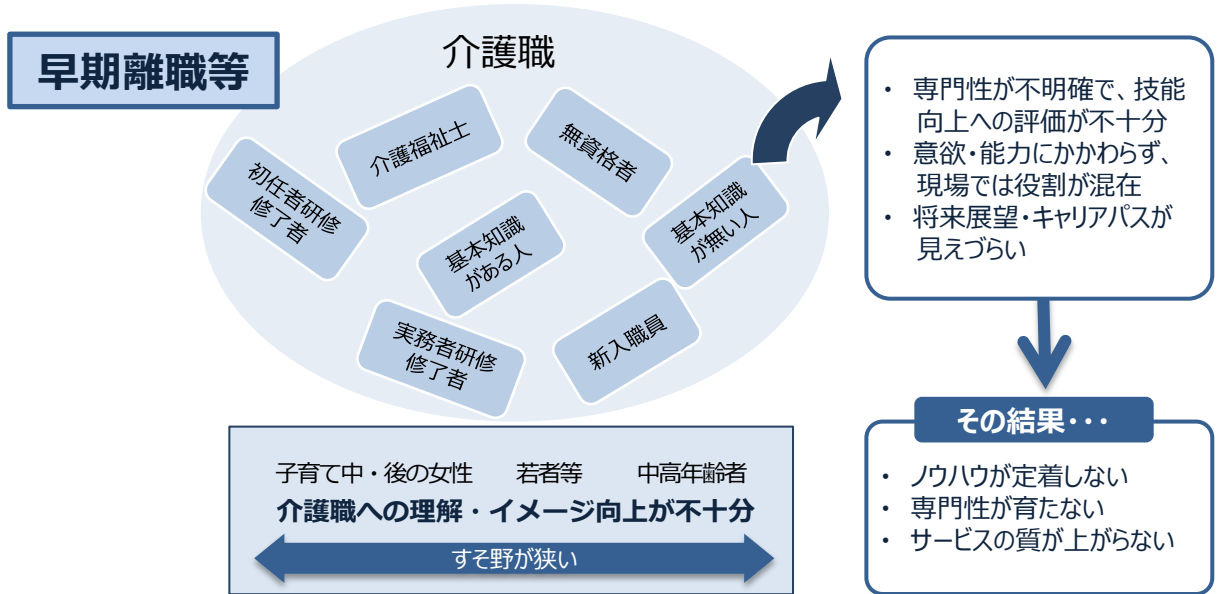 早期離職等
介護職
介護福祉士
無資格者
初任者研修
修了者
基本知識
がある人
基本知識
が無い人
実務者研修
修了者
新入職員
子育て中・後の女性　若者等　中高年齢者
介護職への理解・イメージ向上が不十分
すそ野が狭い
・ 専門性が不明確で、技能
向上への評価が不十分
・ 意欲・能力にかかわらず、
現場では役割が混在
・ 将来展望・キャリアパスが
見えづらい
その結果･･･
・ ノウハウが定着しない
・ 専門性が育たない
・ サービスの質が上がらない